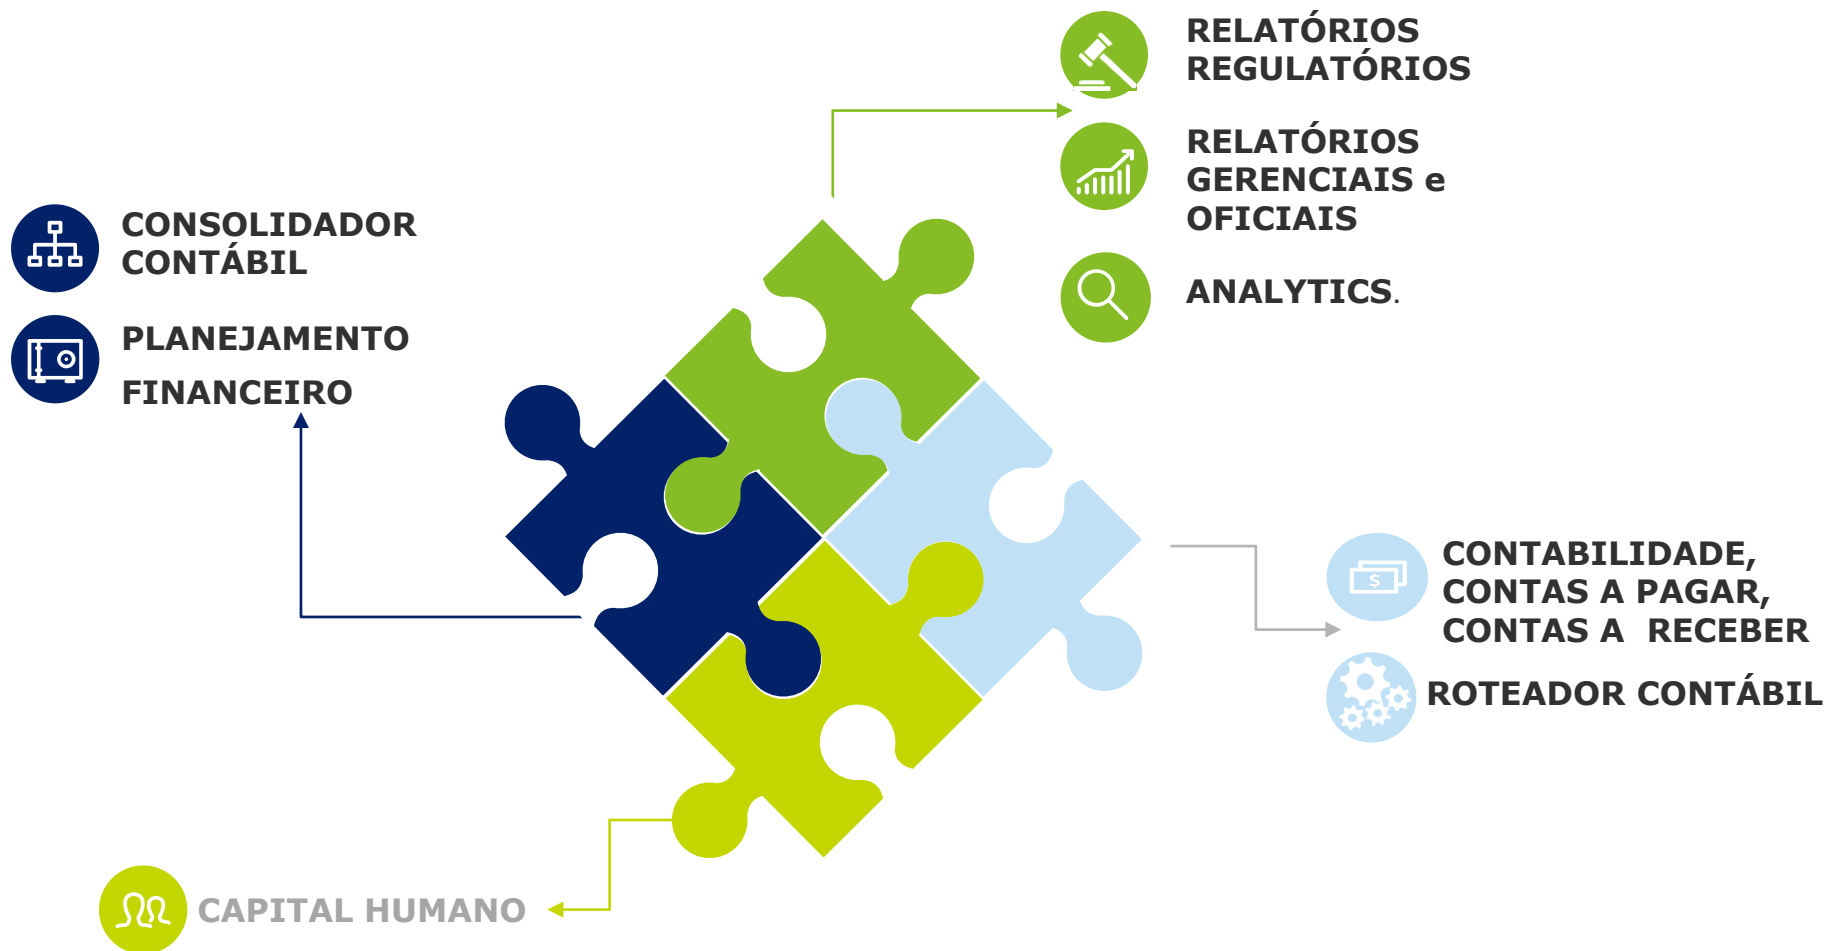 RELATÓRIOS
REGULATÓRIOS
RELATÓRIOS
GERENCIAIS e
OFICIAIS
ANALYTICS.
CONSOLIDADOR
CONTÁBIL
PLANEJAMENTO
FINANCEIRO
CONTABILIDADE,
CONTAS A PAGAR,
CONTAS A  RECEBER
$
ROTEADOR CONTÁBIL
CAPITAL HUMANO